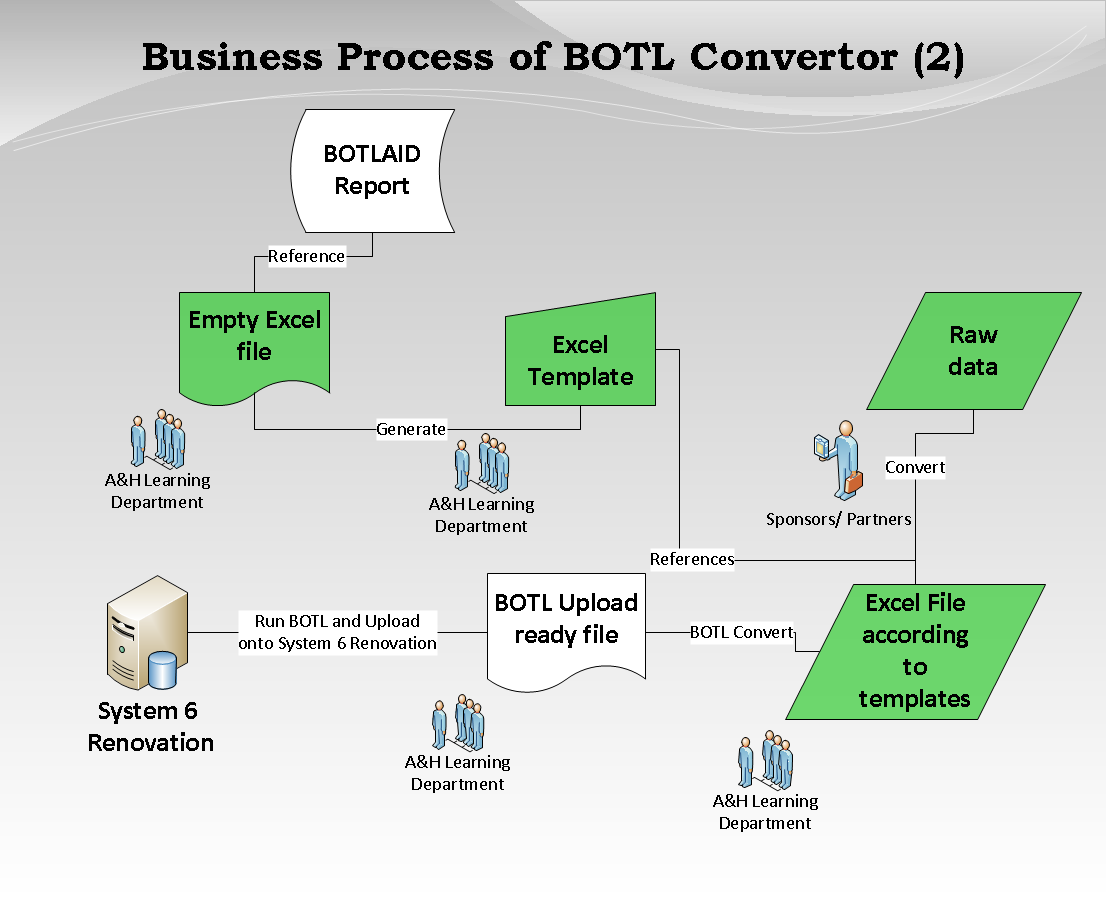 Business Process of BOTL Convertor (2)
BOTLAID
Report
Reference
Empty Excel
file
Excel
Template
Raw
data
Generate
A&H Learning
Department
A&H Learning
Department
Convert
Sponsors/ Partners
References
Run BOTL and Upload
onto System 6 Renovation
BOTL Upload
ready file
BOTL Convert
Excel File
according
to
templates
System 6
Renovation
A&H Learning
Department
A&H Learning
Department